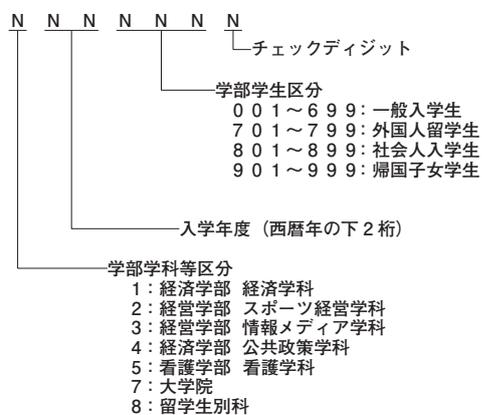 N N N N N N N
チェックディジット
学部学生区分
００１～６９９：一般入学生
７０１～７９９：外国人留学生
８０１～８９９：社会人入学生
９０１～９９９：帰国子女学生
入学年度（西暦年の下２桁）
学部学科等区分
１：経済学部 経済学科
２：経営学部 スポーツ経営学科
３：経営学部 情報メディア学科
４：経済学部 公共政策学科
５：看護学部 看護学科
７：大学院
８：留学生別科